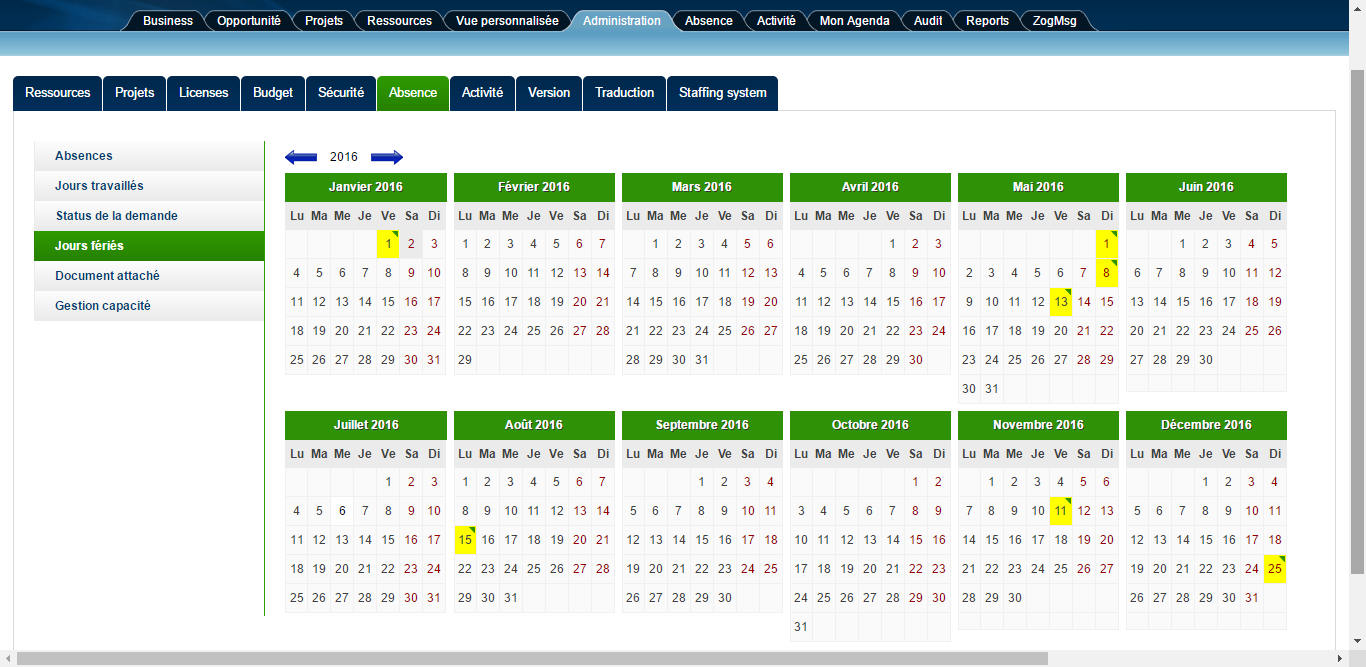 Business Opportunité Projets Ressources Vue personnalisée Administration Absence Activité Mon Agenda Audit Reports ZogMsg
Ressources Projets Licenses Budget Sécurité Absence Activité Version Traduction Staffing system
Absences
Jours travaillés
Status de la demande
Jours fériés
Document attaché
Gestion capacité
2016
Janvier 2016
Lu Ma Me Je Ve Sa Di
1 2 3
4 5 6 7 8 9 10
11 12 13 14 15 16 17
18 19 20 21 22 23 24
25 26 27 28 29 30 31
Février 2016
Lu Ma Me Je Ve Sa Di
1 2 3 4 5 6 7
8 9 10 11 12 13 14
15 16 17 18 19 20 21
22 23 24 25 26 27 28
29
Mars 2016
Lu Ma Me Je Ve Sa Di
1 2 3 4 5 6
7 8 9 10 11 12 13
14 15 16 17 18 19 20
21 22 23 24 25 26 27
28 29 30 31
Avril 2016
Lu Ma Me Je Ve Sa Di
1 2 3
4 5 6 7 8 9 10
11 12 13 14 15 16 17
18 19 20 21 22 23 24
25 26 27 28 29 30
Mai 2016
Lu Ma Me Je Ve Sa Di
1
2 3 4 5 6 7 8
9 10 11 12 13 14 15
16 17 18 19 20 21 22
23 24 25 26 27 28 29
30 31
Juin 2016
Lu Ma Me Je Ve Sa Di
1 2 3 4 5
6 7 8 9 10 11 12
13 14 15 16 17 18 19
20 21 22 23 24 25 26
27 28 29 30
Juillet 2016
Lu Ma Me Je Ve Sa Di
1 2 3
4 5 6 7 8 9 10
11 12 13 14 15 16 17
18 19 20 21 22 23 24
25 26 27 28 29 30 31
Août 2016
Lu Ma Me Je Ve Sa Di
1 2 3 4 5 6 7
8 9 10 11 12 13 14
15 16 17 18 19 20 21
22 23 24 25 26 27 28
29 30 31
Septembre 2016
Lu Ma Me Je Ve Sa Di
1 2 3 4
5 6 7 8 9 10 11
12 13 14 15 16 17 18
19 20 21 22 23 24 25
26 27 28 29 30
Octobre 2016
Lu Ma Me Je Ve Sa Di
1 2
3 4 5 6 7 8 9
10 11 12 13 14 15 16
17 18 19 20 21 22 23
24 25 26 27 28 29 30
31
Novembre 2016
Lu Ma Me Je Ve Sa Di
1 2 3 4 5 6
7 8 9 10 11 12 13
14 15 16 17 18 19 20
21 22 23 24 25 26 27
28 29 30
Décembre 2016
Lu Ma Me Je Ve Sa Di
1 2 3 4
5 6 7 8 9 10 11
12 13 14 15 16 17 18
19 20 21 22 23 24 25
26 27 28 29 30 31